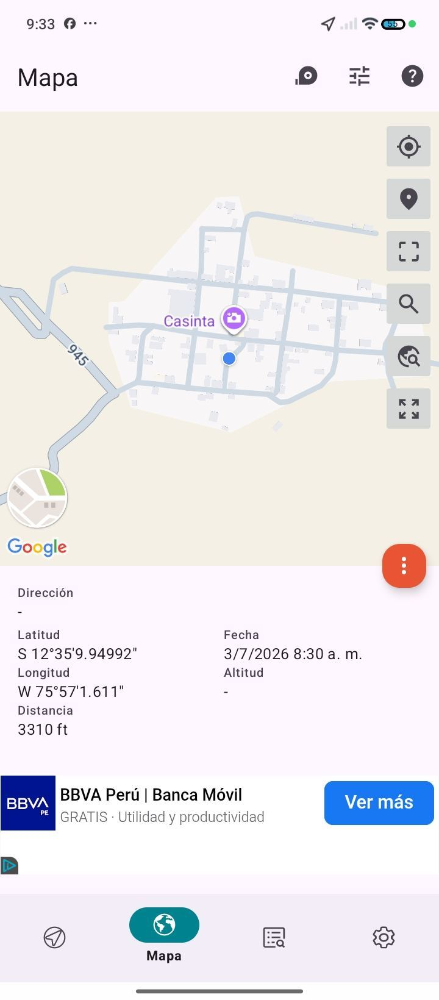 9:33
55
Mapa
Casinta
945
Google
Dirección
-
Latitud
Fecha
S 12°35'9.94992"
3/7/2026 8:30 a. m.
Longitud
Altitud
W 75°57'1.611"
-
Distancia
3310 ft
BBVA
PE
BBVA Perú | Banca Móvil
GRATIS · Utilidad y productividad
Ver más
Mapa